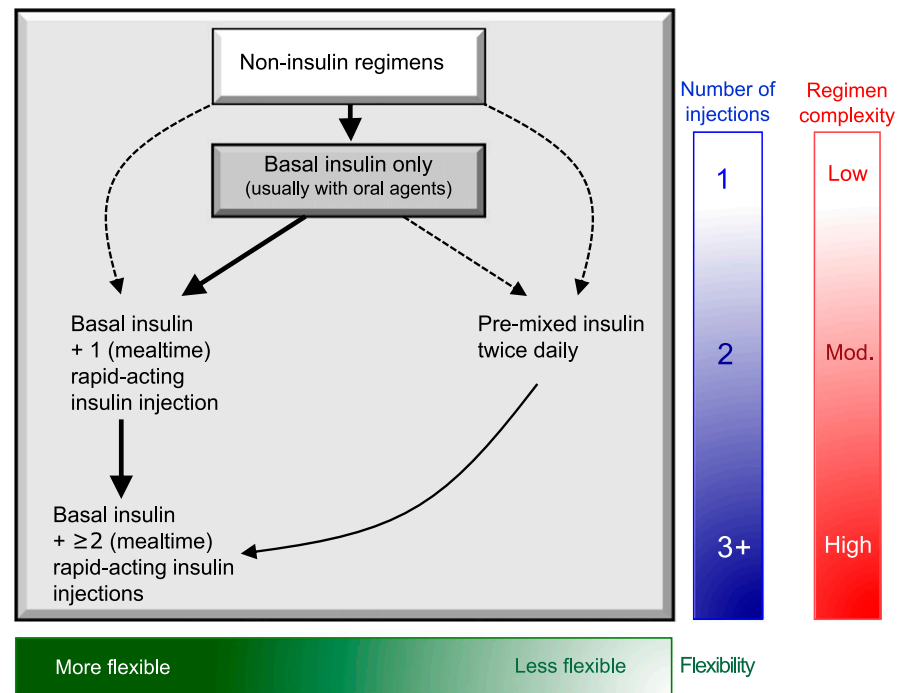 Non-insulin regimens
Basal insulin only
(usually with oral agents)
Basal insulin
+ 1 (mealtime)
rapid-acting
insulin injection
Pre-mixed insulin
twice daily
Basal insulin
+ ≥2 (mealtime)
rapid-acting insulin
injections
Number of
injections
1
2
3+
Regimen
complexity
Low
Mod.
High
More flexible
Less flexible
Flexibility